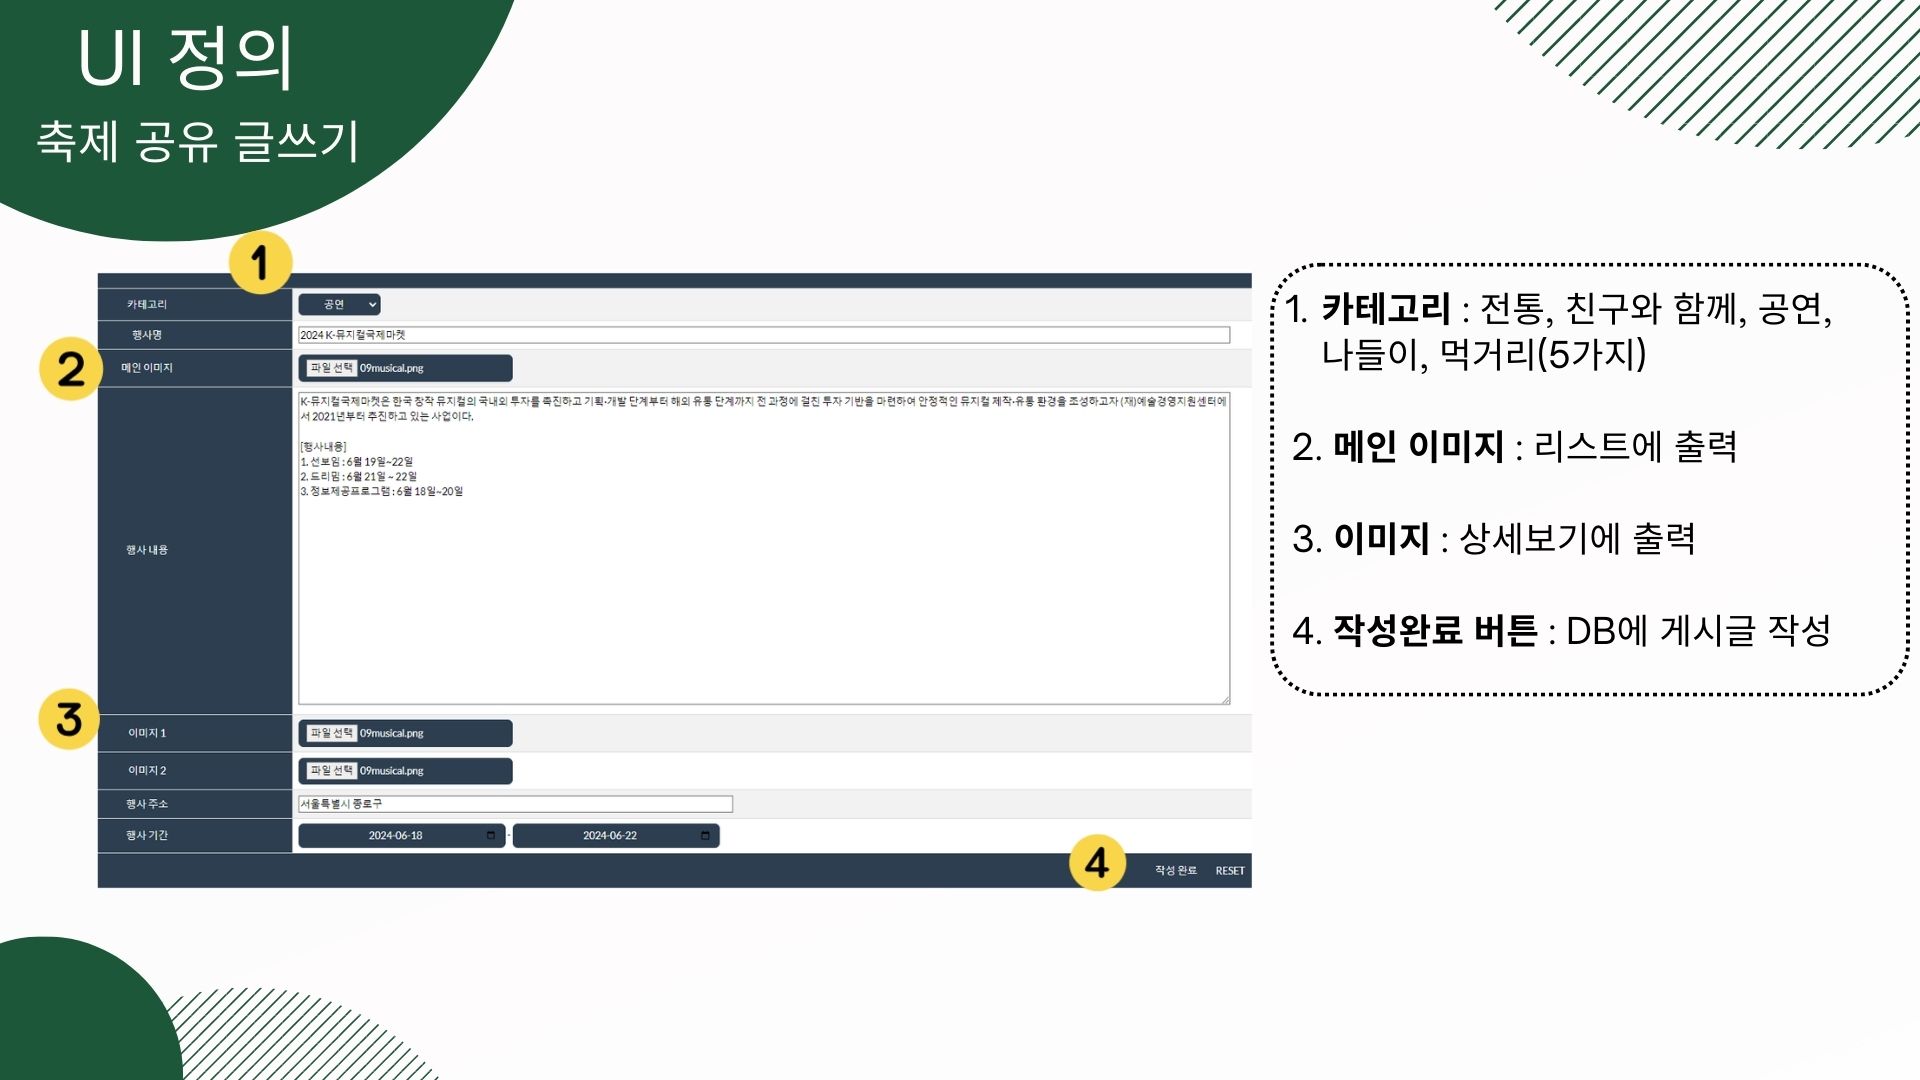 UI 정의
축제 공유 글쓰기
1
카테고리
공연
행사명
2024 K-뮤지컬국제마켓
2
메인 이미지
파일 선택 09musical.png
행사 내용
K-뮤지컬국제마켓은 한국 창작 뮤지컬의 국내외 투자를 촉진하고 기획·개발 단계부터 해외 유통 단계까지 전 과정에 걸친 투자 기반을 마련하여 안정적인 뮤지컬 제작·유통 환경을 조성하고자 (재)예술경영지원센터에
서 2021년부터 추진하고 있는 사업이다.
[행사내용]
1. 선보임 : 6월 19일~22일
2. 드리밈 : 6월 21일 ~ 22일
3. 정보제공프로그램 : 6월 18일~20일
3
이미지 1
파일 선택 09musical.png
이미지 2
파일 선택 09musical.png
행사 주소
서울특별시 종로구
행사 기간
2024-06-18 - 2024-06-22
4
작성 완료 RESET
1. 카테고리 : 전통, 친구와 함께, 공연,
나들이, 먹거리(5가지)
2. 메인 이미지 : 리스트에 출력
3. 이미지 : 상세보기에 출력
4. 작성완료 버튼 : DB에 게시글 작성